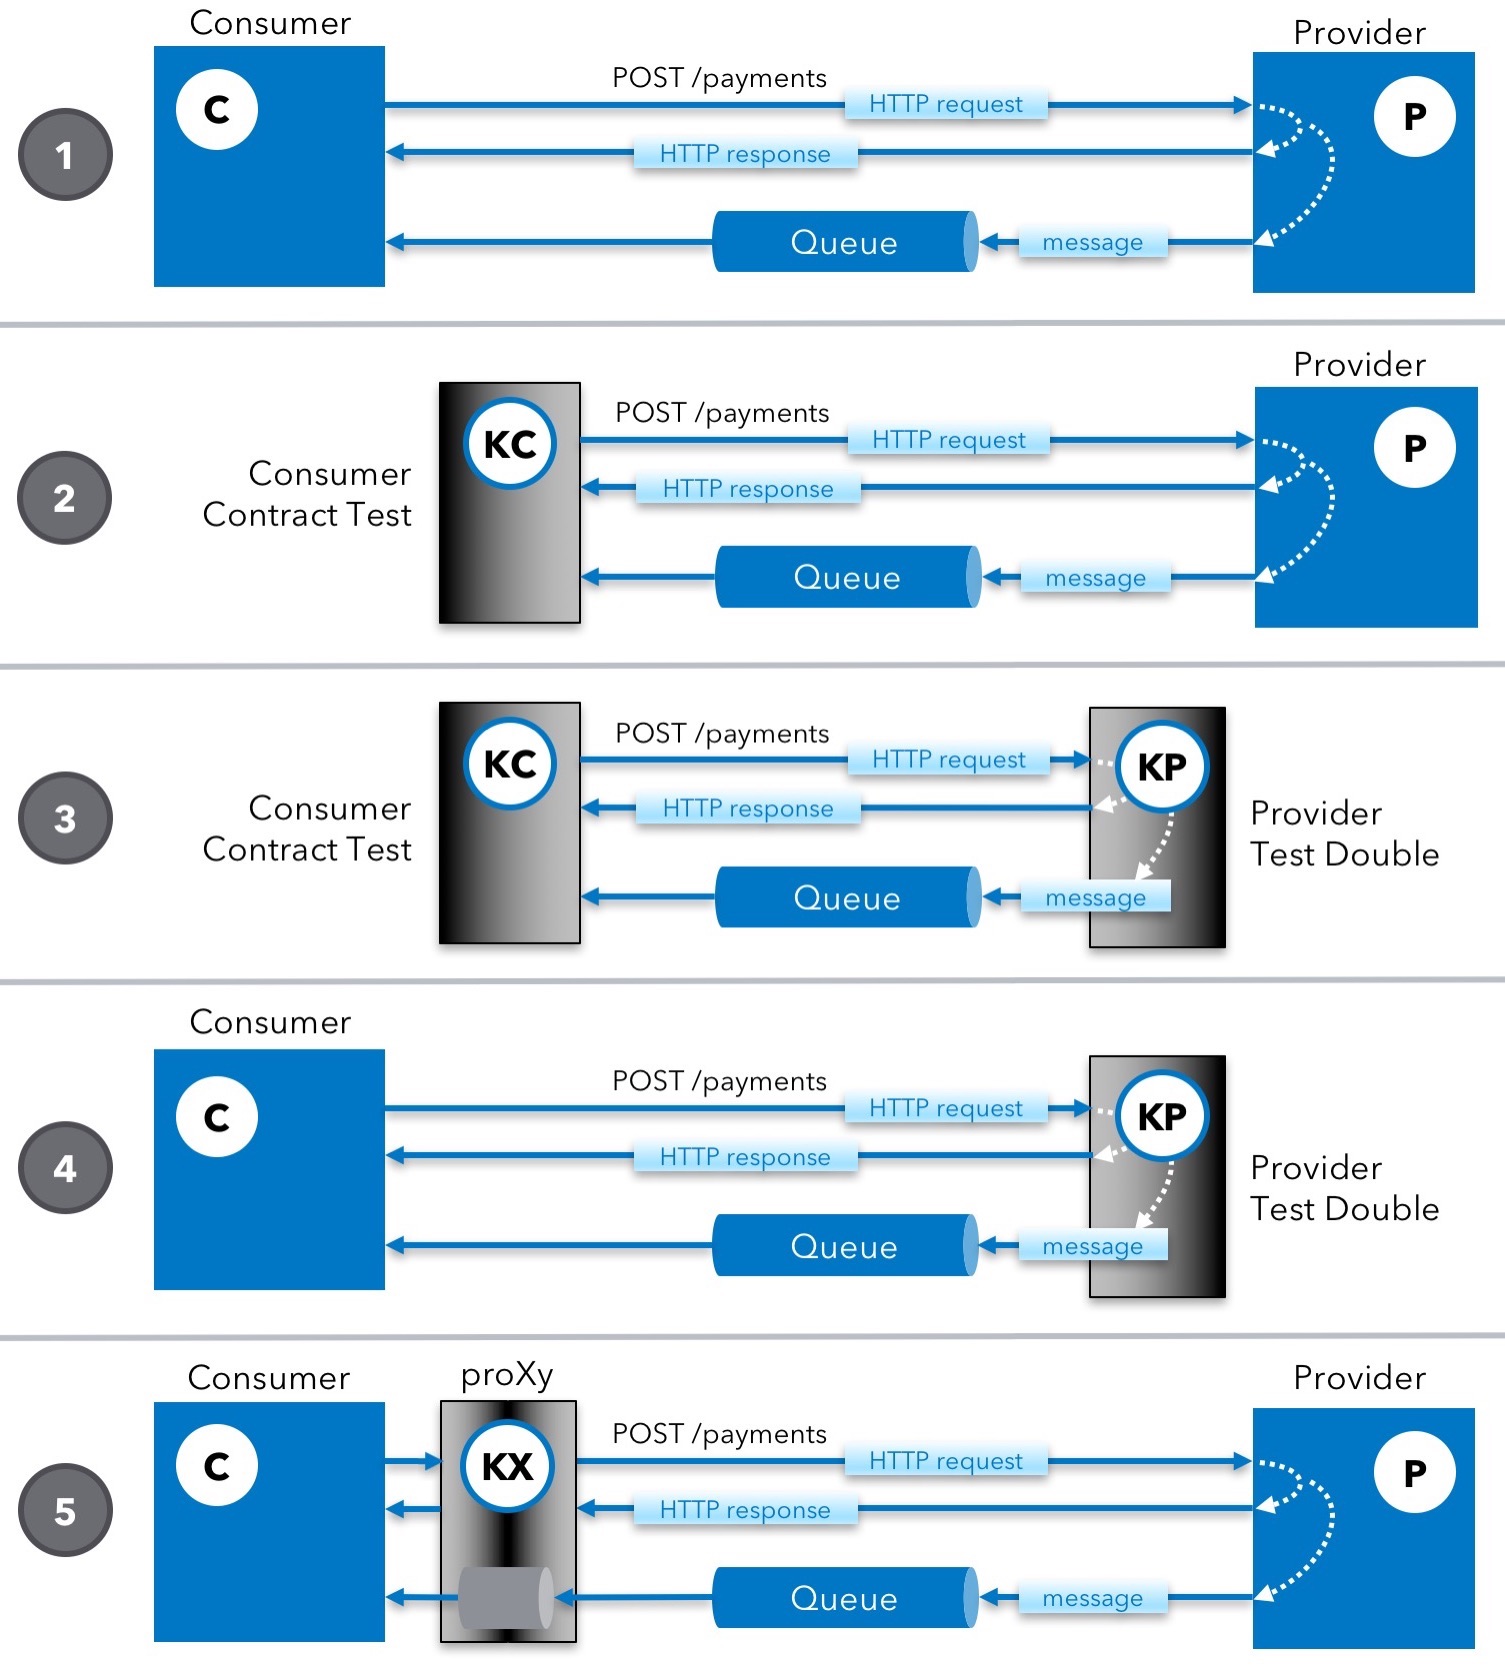 Consumer
Provider
1
C
POST /payments
HTTP request
P
HTTP response
Queue
message
Provider
2
Consumer
Contract Test
KC
POST /payments
HTTP request
P
HTTP response
Queue
message
3
Consumer
Contract Test
KC
POST /payments
HTTP request
KP
HTTP response
Provider
Test Double
Queue
message
Consumer
4
C
POST /payments
HTTP request
KP
HTTP response
Provider
Test Double
Queue
message
Consumer
proXy
Provider
5
C
KX
POST /payments
HTTP request
P
HTTP response
Queue
message